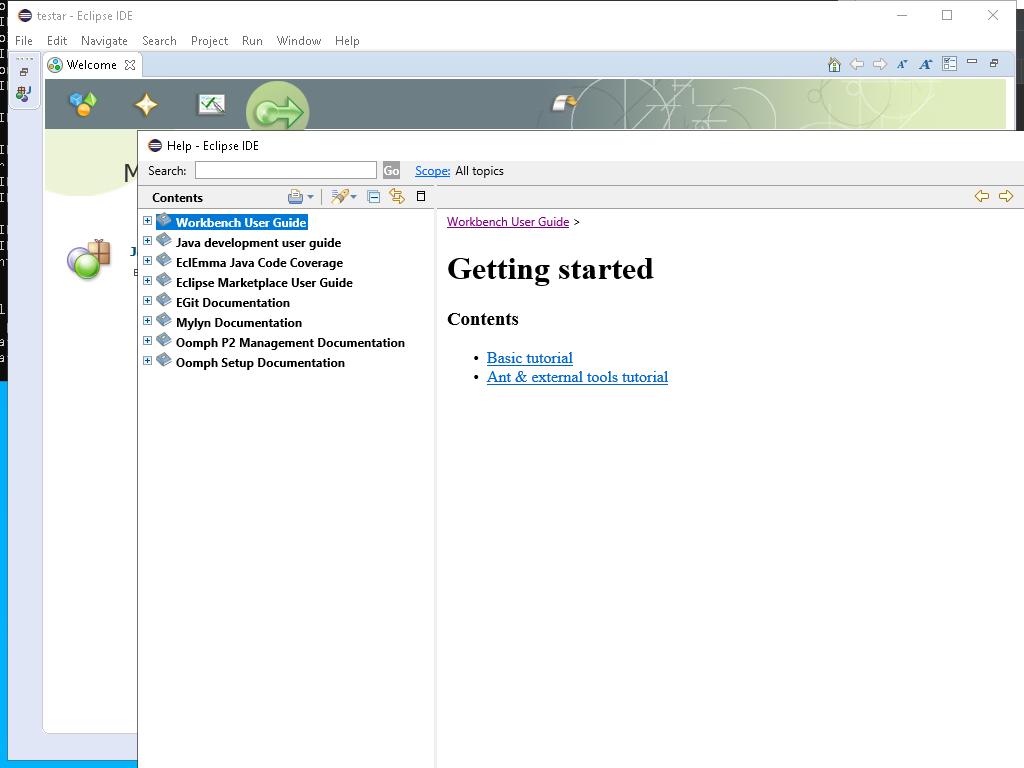 testar - Eclipse IDE
File Edit Navigate Search Project Run Window Help
Welcome
Help - Eclipse IDE
Search: Go Scope: All topics
Contents
Workbench User Guide
Java development user guide
EclEmma Java Code Coverage
Eclipse Marketplace User Guide
EGit Documentation
Mylyn Documentation
Oomph P2 Management Documentation
Oomph Setup Documentation
Workbench User Guide >
Getting started
Contents
• Basic tutorial
• Ant & external tools tutorial